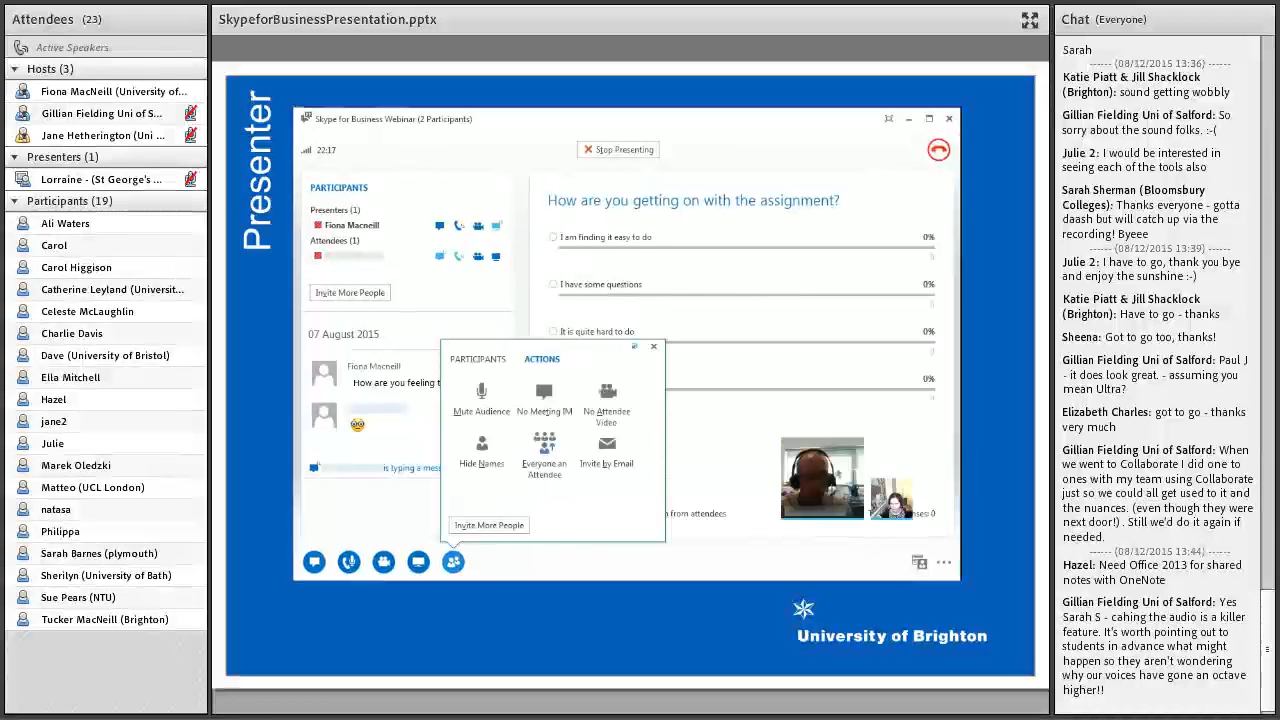 Attendees (23)
Active Speakers
Hosts (3)
Fiona MacNeill (University of...
Gillian Fielding Uni of S...
Jane Hetherington (Uni ...
Presenters (1)
Lorraine - (St George's ...
Participants (19)
Ali Waters
Carol
Carol Higgison
Catherine Leyland (Universit...
Celeste McLaughlin
Charlie Davis
Dave (University of Bristol)
Ella Mitchell
Hazel
jane2
Julie
Marek Oledzki
Matteo (UCL London)
natasa
Philippa
Sarah Barnes (plymouth)
Sherilyn (University of Bath)
Sue Pears (NTU)
Tucker MacNeill (Brighton)
SkypeforBusinessPresentation.pptx
Presenter
Skype for Business Webinar (2 Participants)
22:17
Stop Presenting
PARTICIPANTS
Presenters (1)
Fiona Macneill
Attendees (1)
Invite More People
07 August 2015
Fiona Macneill
How are you feeling t
is typing a mess
How are you getting on with the assignment?
I am finding it easy to do
0%
I have some questions
0%
It is quite hard to do
0%
0%
PARTICIPANTS ACTIONS
Mute Audience
No Meeting IM
No Attendee
Video
Hide Names
Everyone an
Attendee
Invite by Email
Invite More People
from attendees
nses: 0
University of Brighton
Chat (Everyone)
Sarah
------ (08/12/2015 13:36) ------
Katie Piatt & Jill Shacklock
(Brighton): sound getting wobbly
Gillian Fielding Uni of Salford: So
sorry about the sound folks. :-(
Julie 2: I would be interested in
seeing each of the tools also
Sarah Sherman (Bloomsbury
Colleges): Thanks everyone - gotta
daash but will catch up via the
recording! Byeee
------ (08/12/2015 13:39) ------
Julie 2: I have to go, thank you bye
and enjoy the sunshine :-)
Katie Piatt & Jill Shacklock
(Brighton): Have to go - thanks
Sheena: Got to go too, thanks!
Gillian Fielding Uni of Salford: Paul J
- it does look great. - assuming you
mean Ultra?
Elizabeth Charles: got to go - thanks
very much
Gillian Fielding Uni of Salford: When
we went to Collaborate I did one to
ones with my team using Collaborate
just so we could all get used to it and
the nuances. (even though they were
next door!) . Still we'd do it again if
needed.
------ (08/12/2015 13:44) ------
Hazel: Need Office 2013 for shared
notes with OneNote
Gillian Fielding Uni of Salford: Yes
Sarah S - cahing the audio is a killer
feature. It's worth pointing out to
students in advance what might
happen so they aren't wondering
why our voices have gone an octave
higher!!